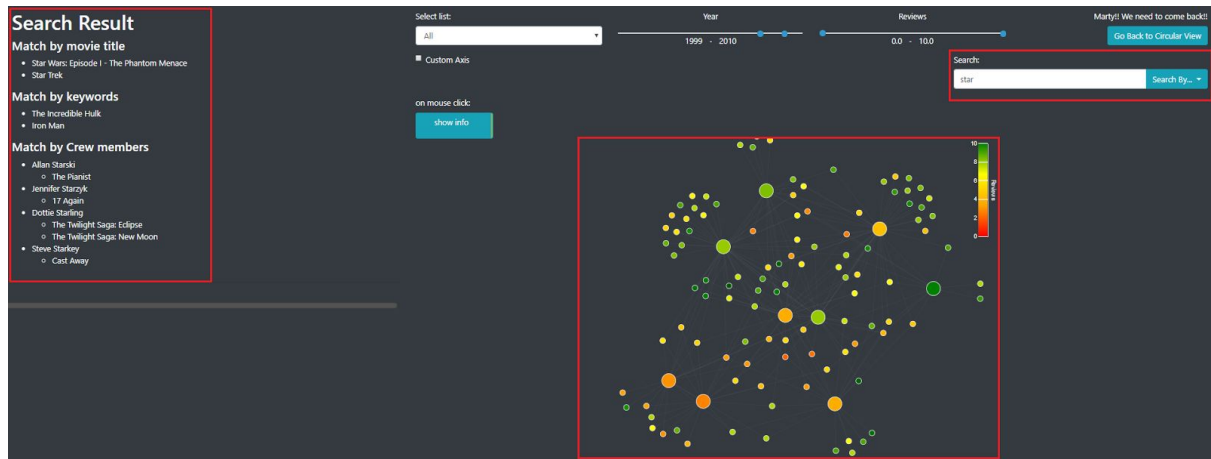 Search Result
Match by movie title
Star Wars: Episode I - The Phantom Menace
Star Trek
Match by keywords
The Incredible Hulk
Iron Man
Match by Crew members
Allan Starski
The Pianist
Jennifer Starzyk
17 Again
Dottie Starling
The Twilight Saga: Eclipse
The Twilight Saga: New Moon
Steve Starkey
Cast Away
Select list:
All
Custom Axis
on mouse click:
show info
Year
1999 - 2010
Reviews
0.0 - 10.0
Marty!! We need to come back!!
Go Back to Circular View
Search:
star
Search By...
10
8
6
4
2
0
Reviews